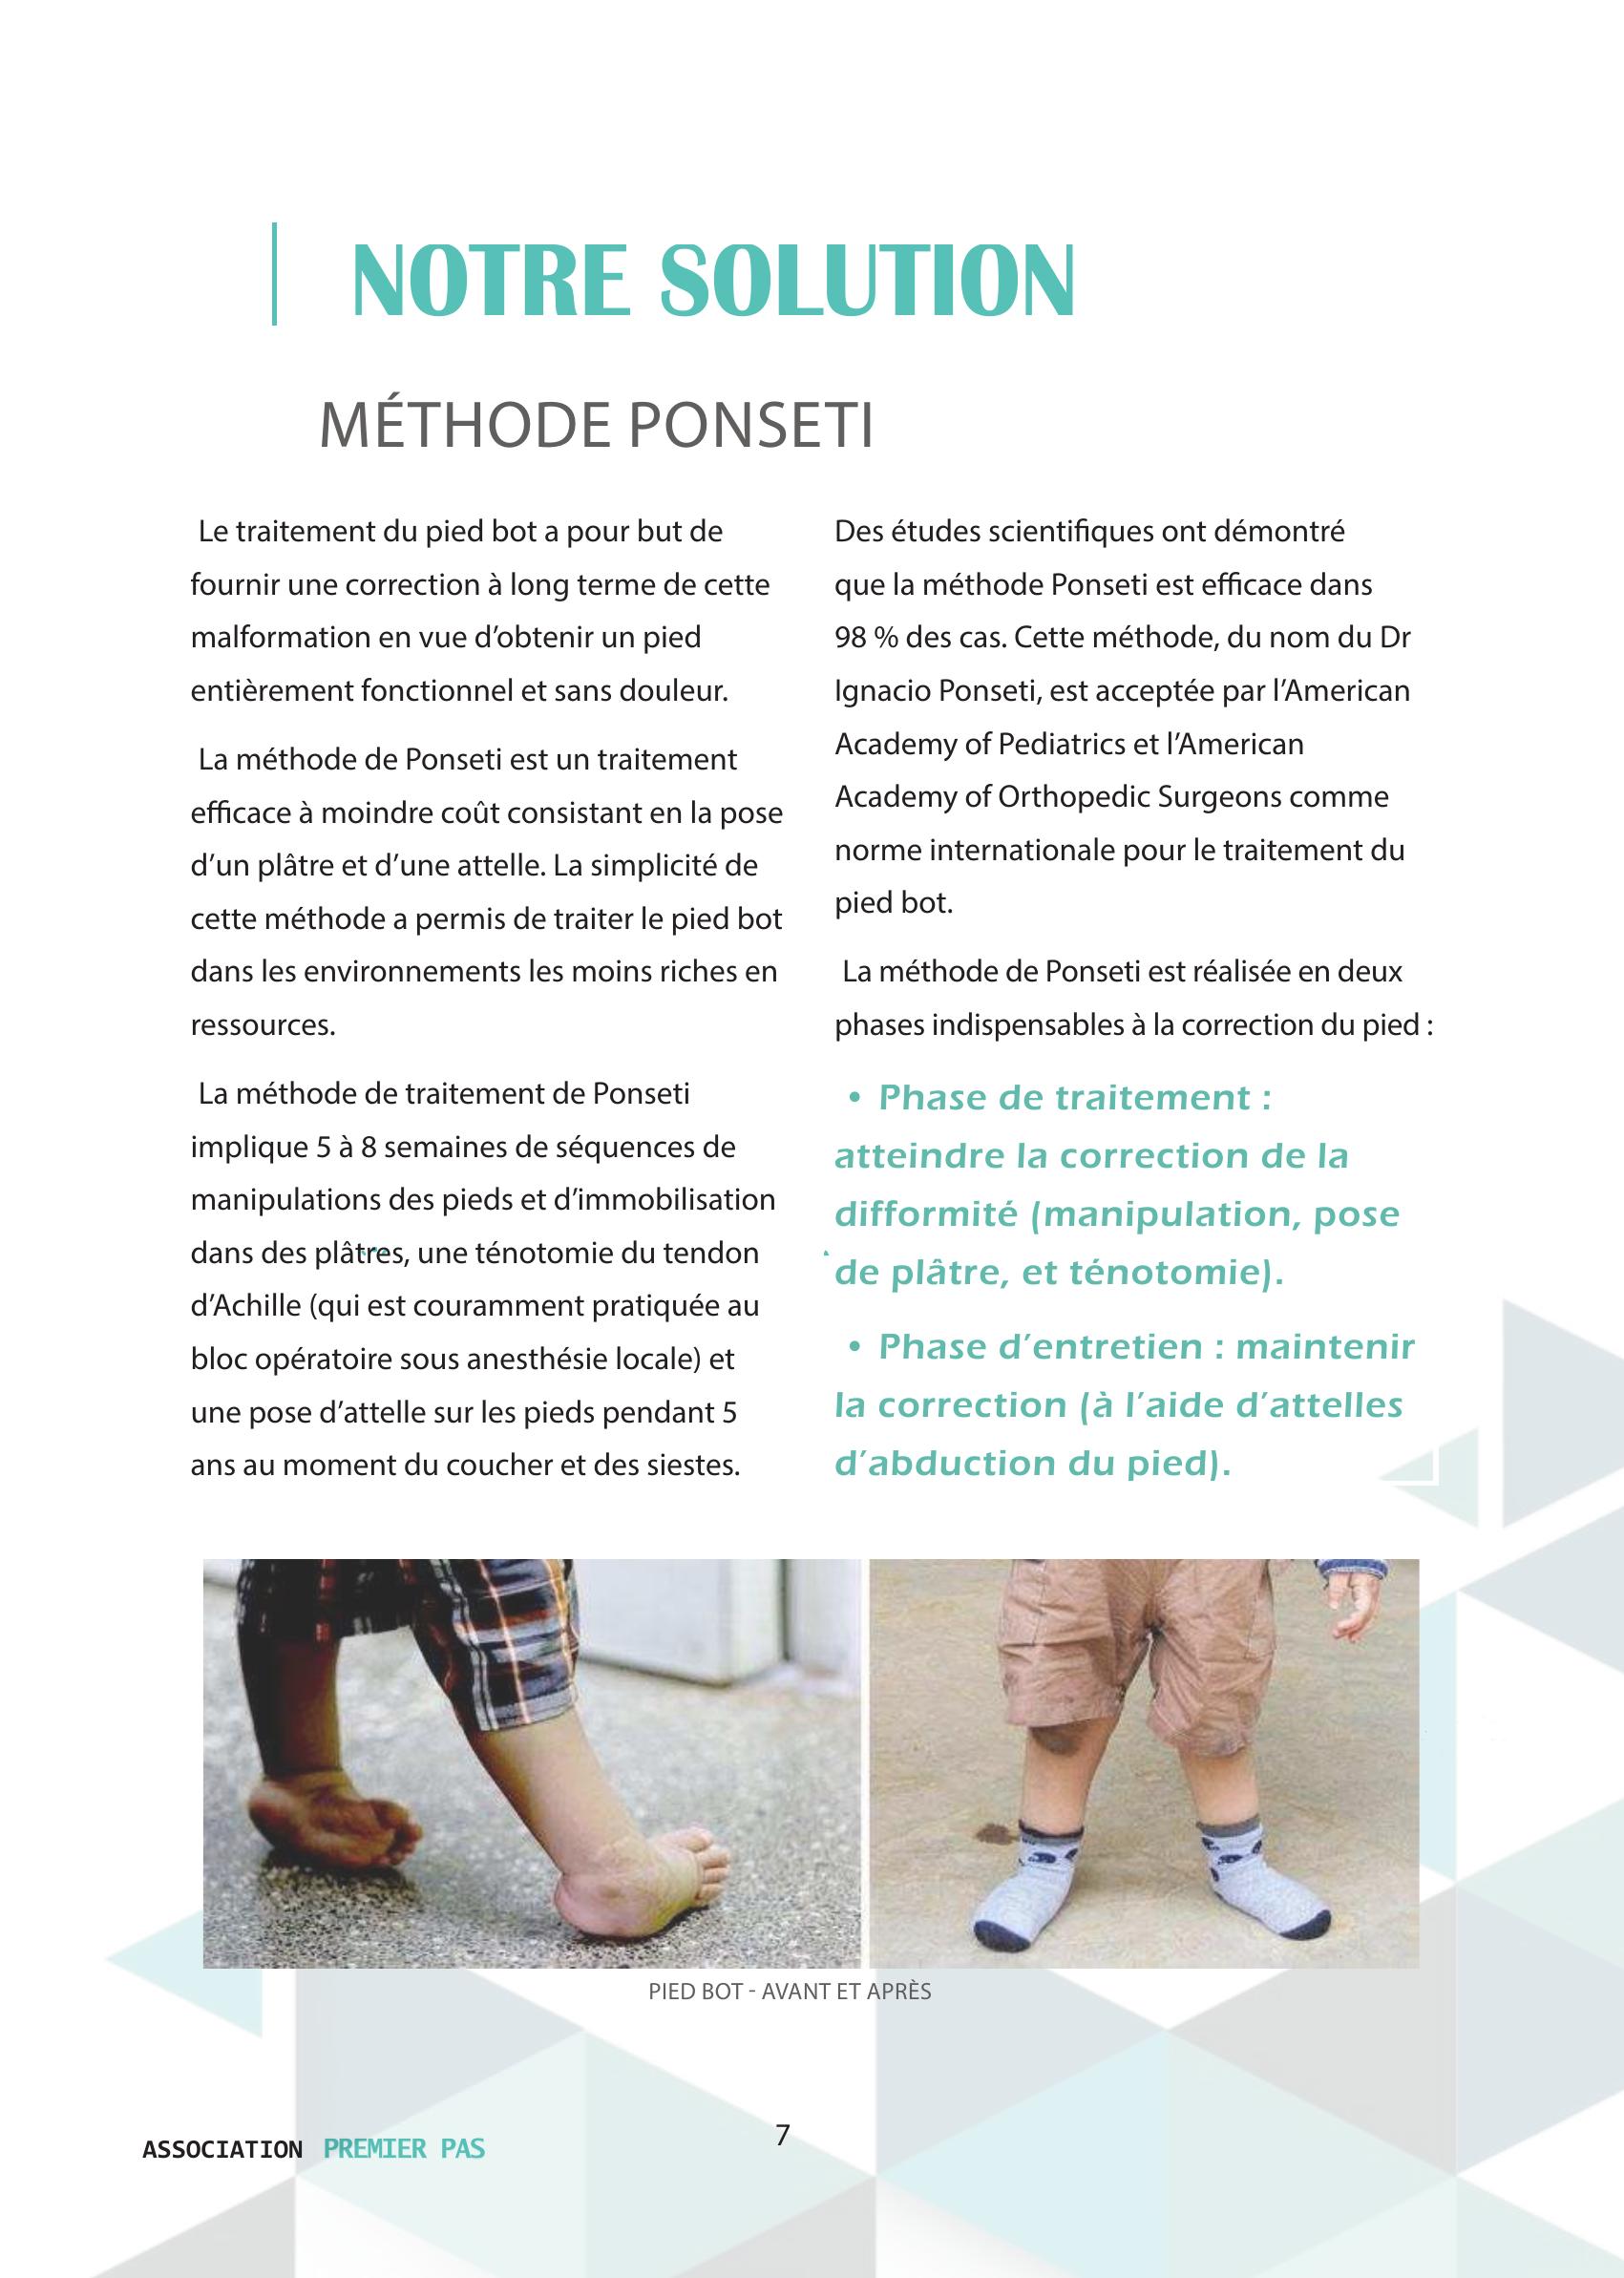 NOTRE SOLUTION
MÉTHODE PONSETI
Le traitement du pied bot a pour but de
fournir une correction à long terme de cette
malformation en vue d’obtenir un pied
entièrement fonctionnel et sans douleur.
La méthode de Ponseti est un traitement
efficace à moindre coût consistant en la pose
d’un plâtre et d’une attelle. La simplicité de
cette méthode a permis de traiter le pied bot
dans les environnements les moins riches en
ressources.
La méthode de traitement de Ponseti
implique 5 à 8 semaines de séquences de
manipulations des pieds et d’immobilisation
dans des plâtres, une ténotomie du tendon
d’Achille (qui est couramment pratiquée au
bloc opératoire sous anesthésie locale) et
une pose d’attelle sur les pieds pendant 5
ans au moment du coucher et des siestes.
Des études scientifiques ont démontré
que la méthode Ponseti est efficace dans
98 % des cas. Cette méthode, du nom du Dr
Ignacio Ponseti, est acceptée par l’American
Academy of Pediatrics et l’American
Academy of Orthopedic Surgeons comme
norme internationale pour le traitement du
pied bot.
La méthode de Ponseti est réalisée en deux
phases indispensables à la correction du pied :
• Phase de traitement :
atteindre la correction de la
difformité (manipulation, pose
de plâtre, et ténotomie).
• Phase d’entretien : maintenir
la correction (à l’aide d’attelles
d’abduction du pied).
PIED BOT - AVANT ET APRÈS
7
ASSOCIATION PREMIER PAS